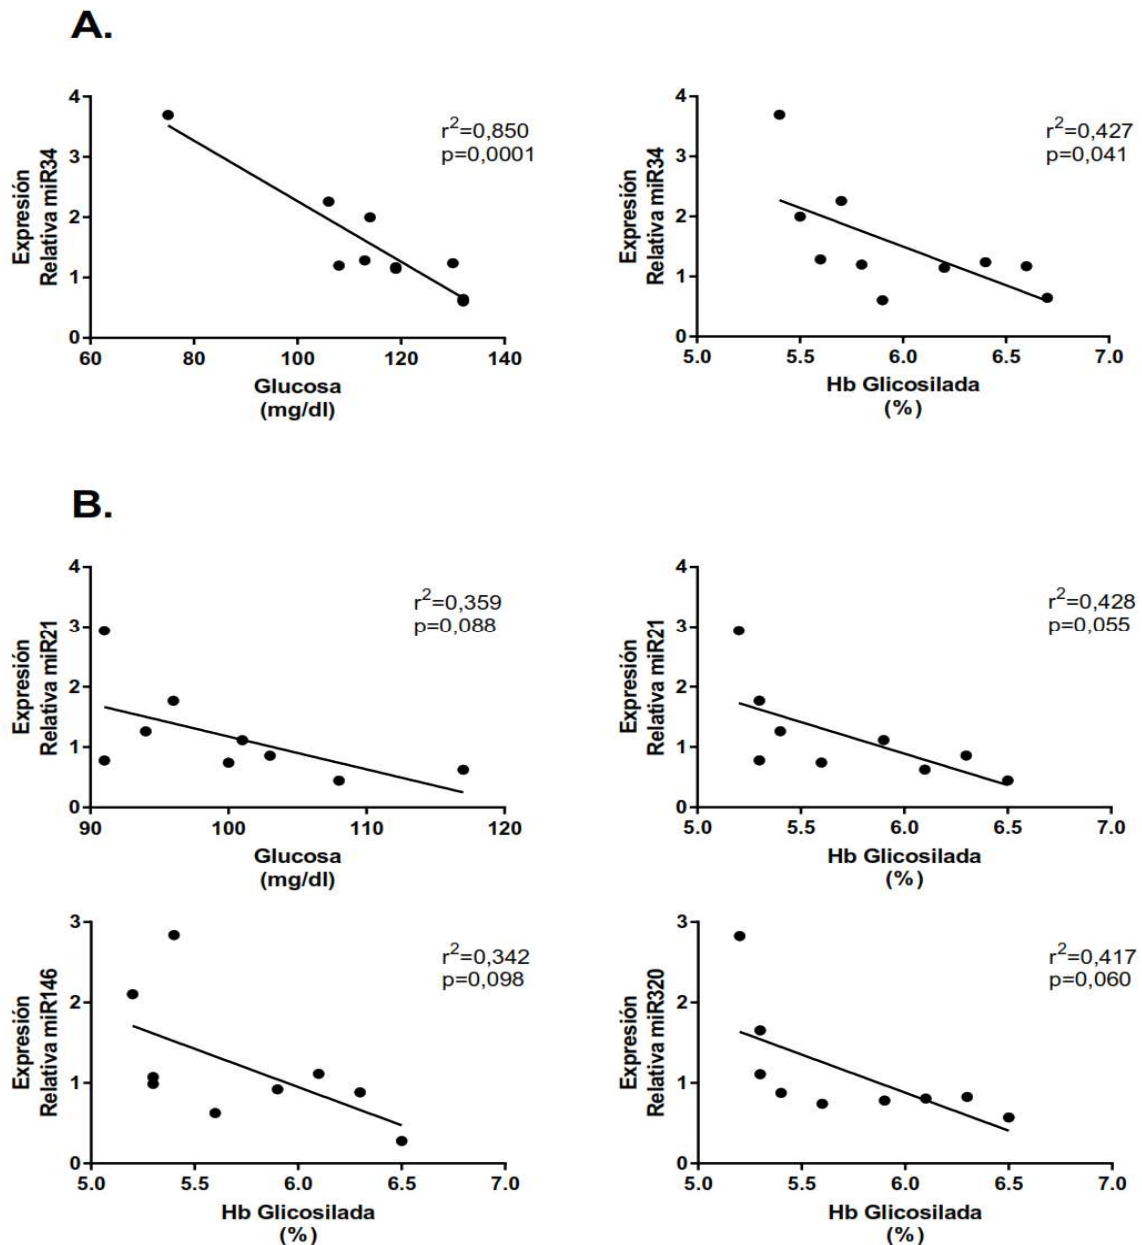 A.
Expresión
Relativa miR34
4
3
2
1
0
r2=0,850
p=0,0001
60 80 100 120 140
Glucosa
(mg/dl)
Expresión
Relativa miR34
4
3
2
1
0
r2=0,427
p=0,041
5.0 5.5 6.0 6.5 7.0
Hb Glicosilada
(%)
B.
Expresión
Relativa miR21
4
3
2
1
0
r2=0,359
p=0,088
90 100 110 120
Glucosa
(mg/dl)
Expresión
Relativa miR21
4
3
2
1
0
r2=0,428
p=0,055
5.0 5.5 6.0 6.5 7.0
Hb Glicosilada
(%)
Expresión
Relativa miR146
3
2
1
0
r2=0,342
p=0,098
5.0 5.5 6.0 6.5 7.0
Hb Glicosilada
(%)
Expresión
Relativa miR320
3
2
1
0
r2=0,417
p=0,060
5.0 5.5 6.0 6.5 7.0
Hb Glicosilada
(%)